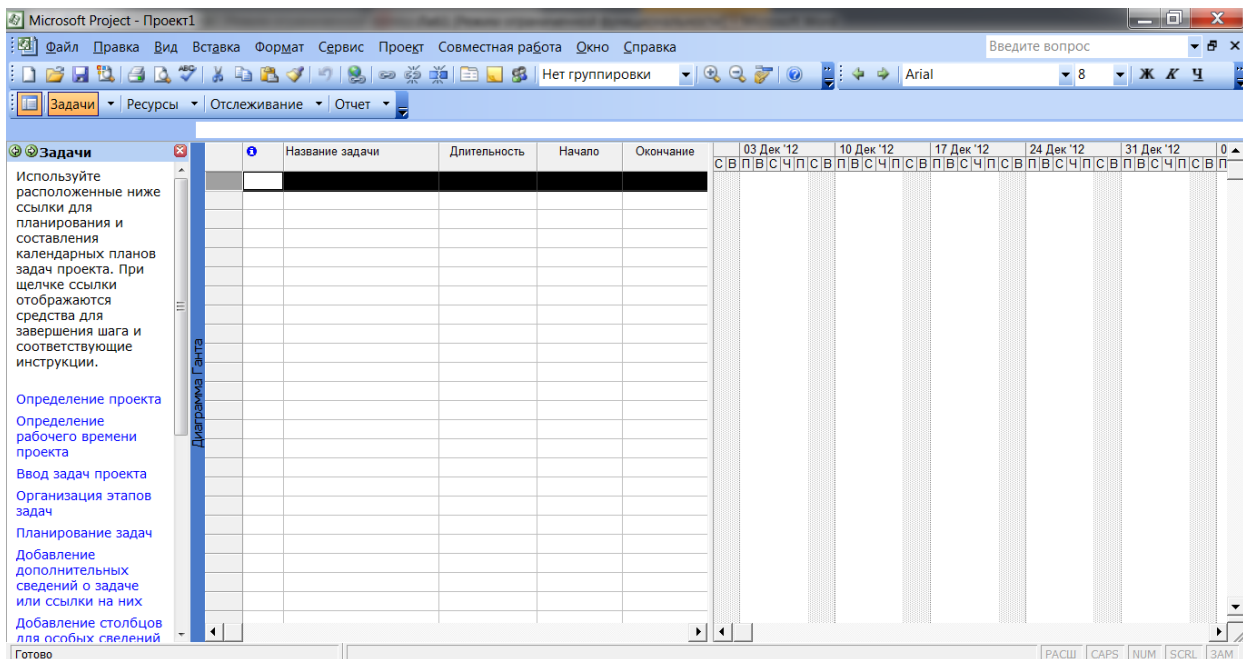 Microsoft Project - Проект1
Файл Правка Вид Вставка Формат Сервис Проект Совместная работа Окно Справка Введите вопрос
Нет группировки Arial 8 Ж К Ч
Задачи Ресурсы Отслеживание Отчет
Задачи
Название задачи Длительность Начало Окончание
03 Дек '12 10 Дек '12 17 Дек '12 24 Дек '12 31 Дек '12 0
С В П В С Ч П С В П В С Ч П С В П В С Ч П С В П В С Ч П С В П В С Ч П С В П
Используйте
расположенные ниже
ссылки для
планирования и
составления
календарных планов
задач проекта. При
щелчке ссылки
отображаются
средства для
завершения шага и
соответствующие
инструкции.
Определение проекта
Определение
рабочего времени
проекта
Ввод задач проекта
Организация этапов
задач
Планирование задач
Добавление
дополнительных
сведений о задаче
или ссылки на них
Добавление столбцов
для особых сведений
Диаграмма Ганта
Готово РАСШ CAPS NUM SCRL ЗАМ